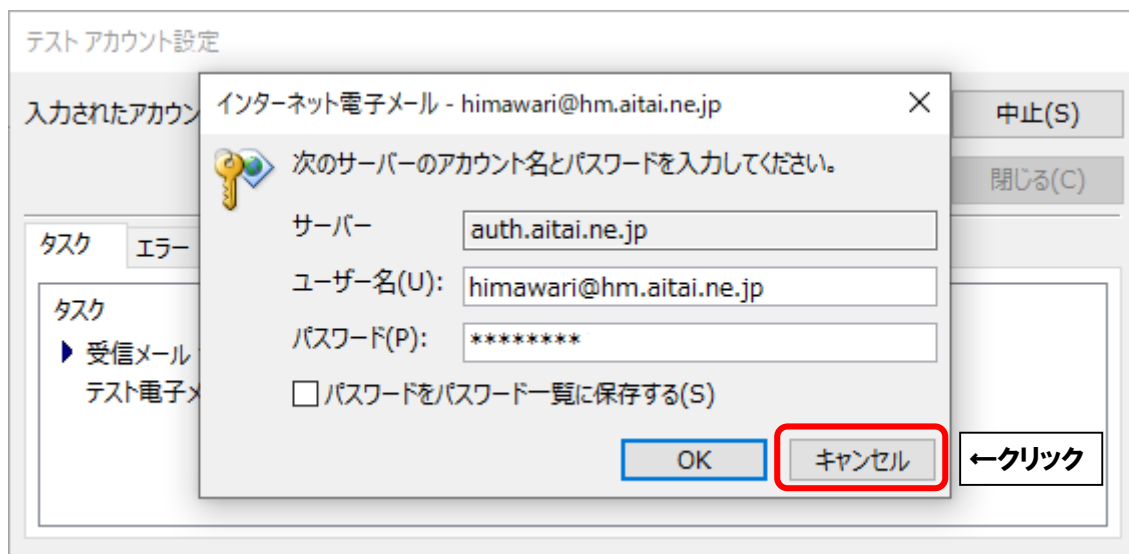 テスト アカウント設定
入力されたアカウン
インターネット電子メール - himawari@hm.aitai.ne.jp
中止(S)
閉じる(C)
次のサーバーのアカウント名とパスワードを入力してください。
サーバー
auth.aitai.ne.jp
ユーザー名(U):
himawari@hm.aitai.ne.jp
パスワード(P):
********
パスワードをパスワード一覧に保存する(S)
OK
キャンセル
←クリック
タスク
エラー
タスク
受信メール
テスト電子メ